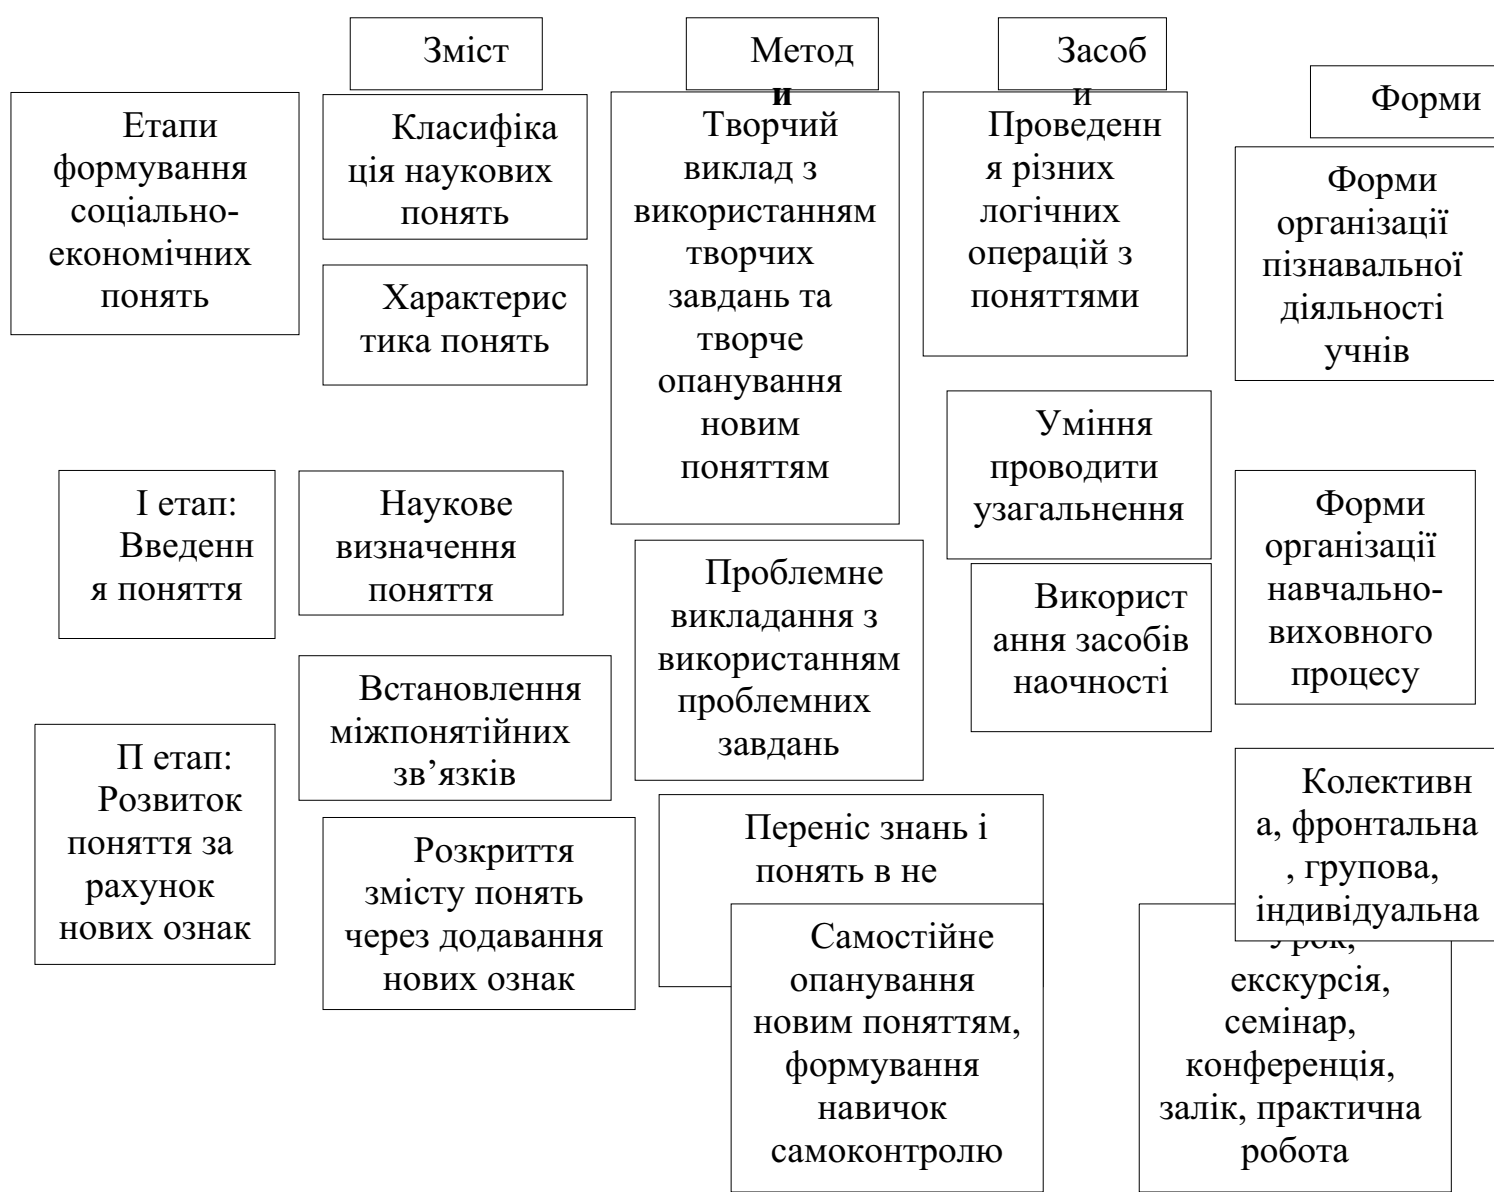 Зміст
Метод
и
Засоб
и
Форми
Етапи
формування
соціально-
економічних
понять
Класифіка
ція наукових
понять
Характерис
тика понять
Творчий
виклад з
використанням
творчих
завдань та
творче
опанування
новим
поняттям
Проведенн
я різних
логічних
операцій з
поняттями
Форми
організації
пізнавальної
діяльності
учнів
Уміння
проводити
узагальнення
І етап:
Введенн
я поняття
Наукове
визначення
поняття
Проблемне
викладання з
використанням
проблемних
завдань
Використ
ання засобів
наочності
Форми
організації
навчально-
виховного
процесу
Встановлення
міжпонятійних
зв’язків
П етап:
Розвиток
поняття за
рахунок
нових ознак
Розкриття
змісту понять
через додавання
нових ознак
Переніс знань і
понять в не
Самостійне
опанування
новим поняттям,
формування
навичок
самоконтролю
Колективн
а, фронтальна
, групова,
індивідуальна
урок,
екскурсія,
семінар,
конференція,
залік, практична
робота